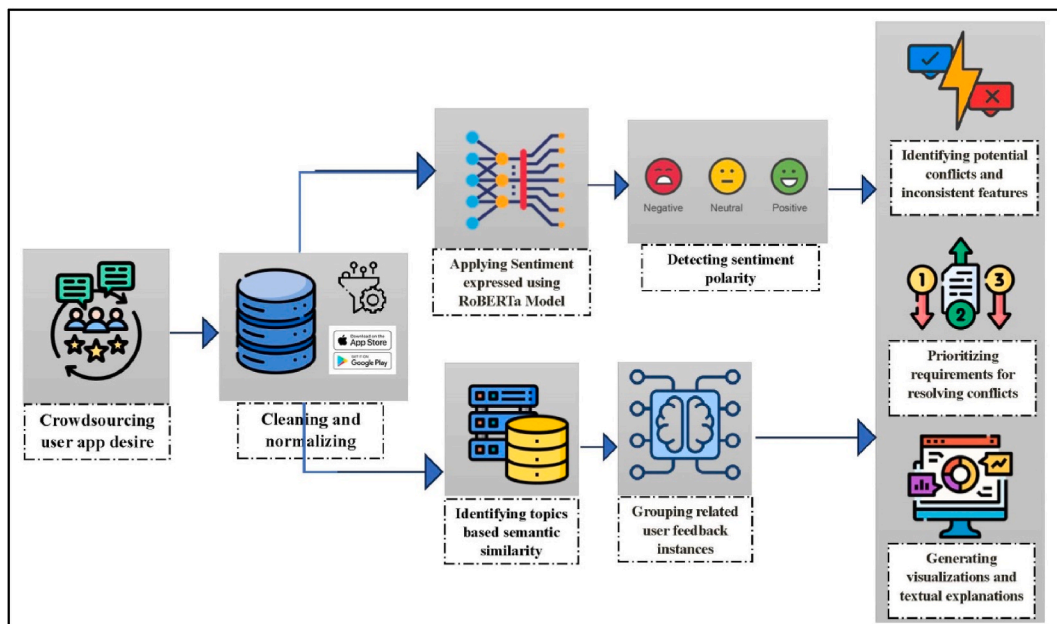 Crowdsourcing
user app desire
Download on the
App Store
GET IT ON
Google Play
Cleaning and
normalizing
Applying Sentiment
expressed using
RoBERTa Model
Negative
Neutral
Positive
Detecting sentiment
polarity
Identifying topics
based semantic
similarity
Grouping related
user feedback
instances
Identifying potential
conflicts and
inconsistent features
1
2
3
Prioritizing
requirements for
resolving conflicts
Generating
visualizations and
textual explanations